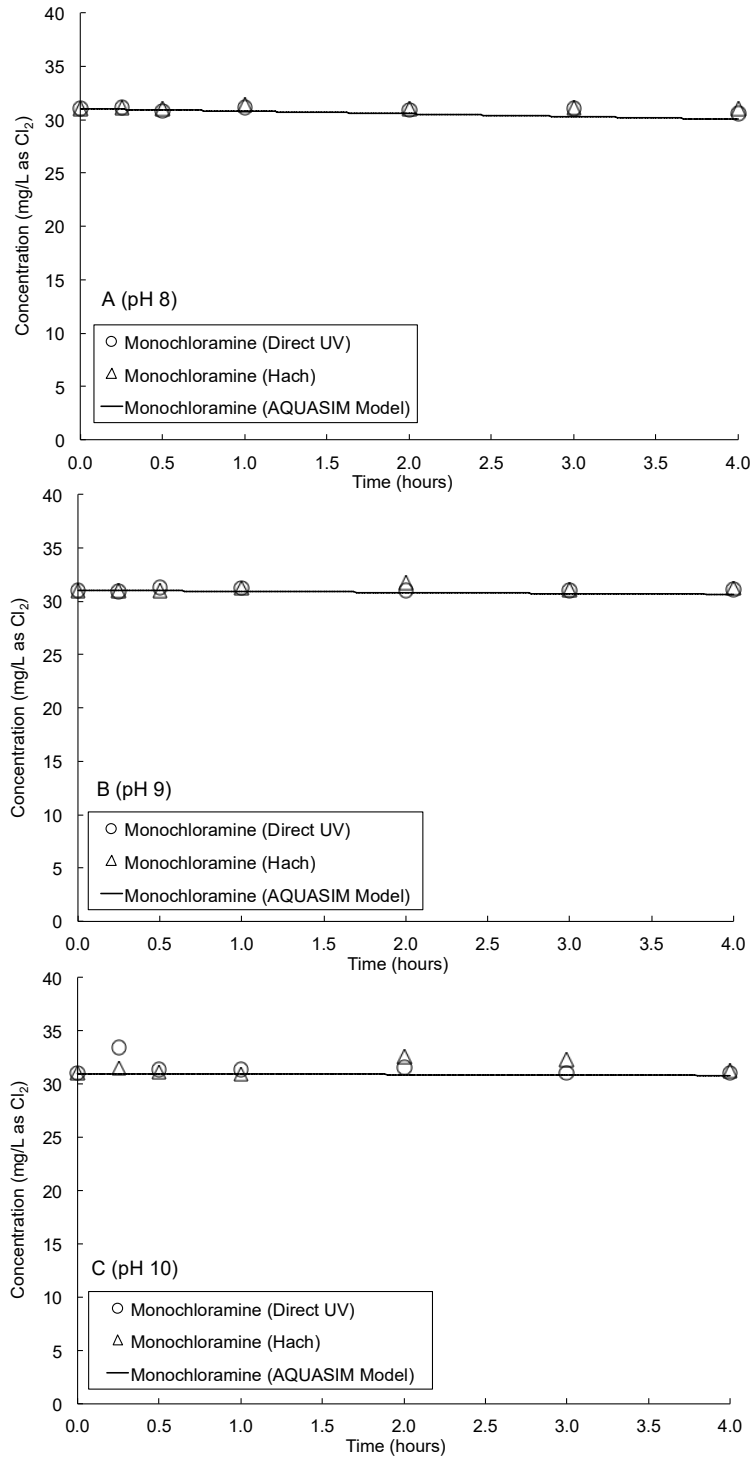 40
35
30
25
20
15
10
5
0
Concentration (mg/L as Cl₂)
A (pH 8)
Monochloramine (Direct UV)
Monochloramine (Hach)
Monochloramine (AQUASIM Model)
0.0 0.5 1.0 1.5 2.0 2.5 3.0 3.5 4.0
Time (hours)
40
35
30
25
20
15
10
5
0
Concentration (mg/L as Cl₂)
B (pH 9)
Monochloramine (Direct UV)
Monochloramine (Hach)
Monochloramine (AQUASIM Model)
0.0 0.5 1.0 1.5 2.0 2.5 3.0 3.5 4.0
Time (hours)
40
35
30
25
20
15
10
5
0
Concentration (mg/L as Cl₂)
C (pH 10)
Monochloramine (Direct UV)
Monochloramine (Hach)
Monochloramine (AQUASIM Model)
0.0 0.5 1.0 1.5 2.0 2.5 3.0 3.5 4.0
Time (hours)